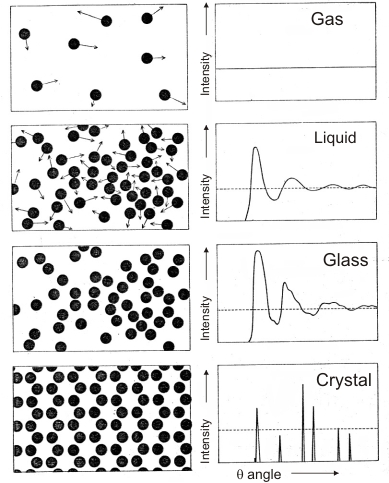 Gas
Intensity
Liquid
Intensity
Glass
Intensity
Crystal
Intensity
θ angle